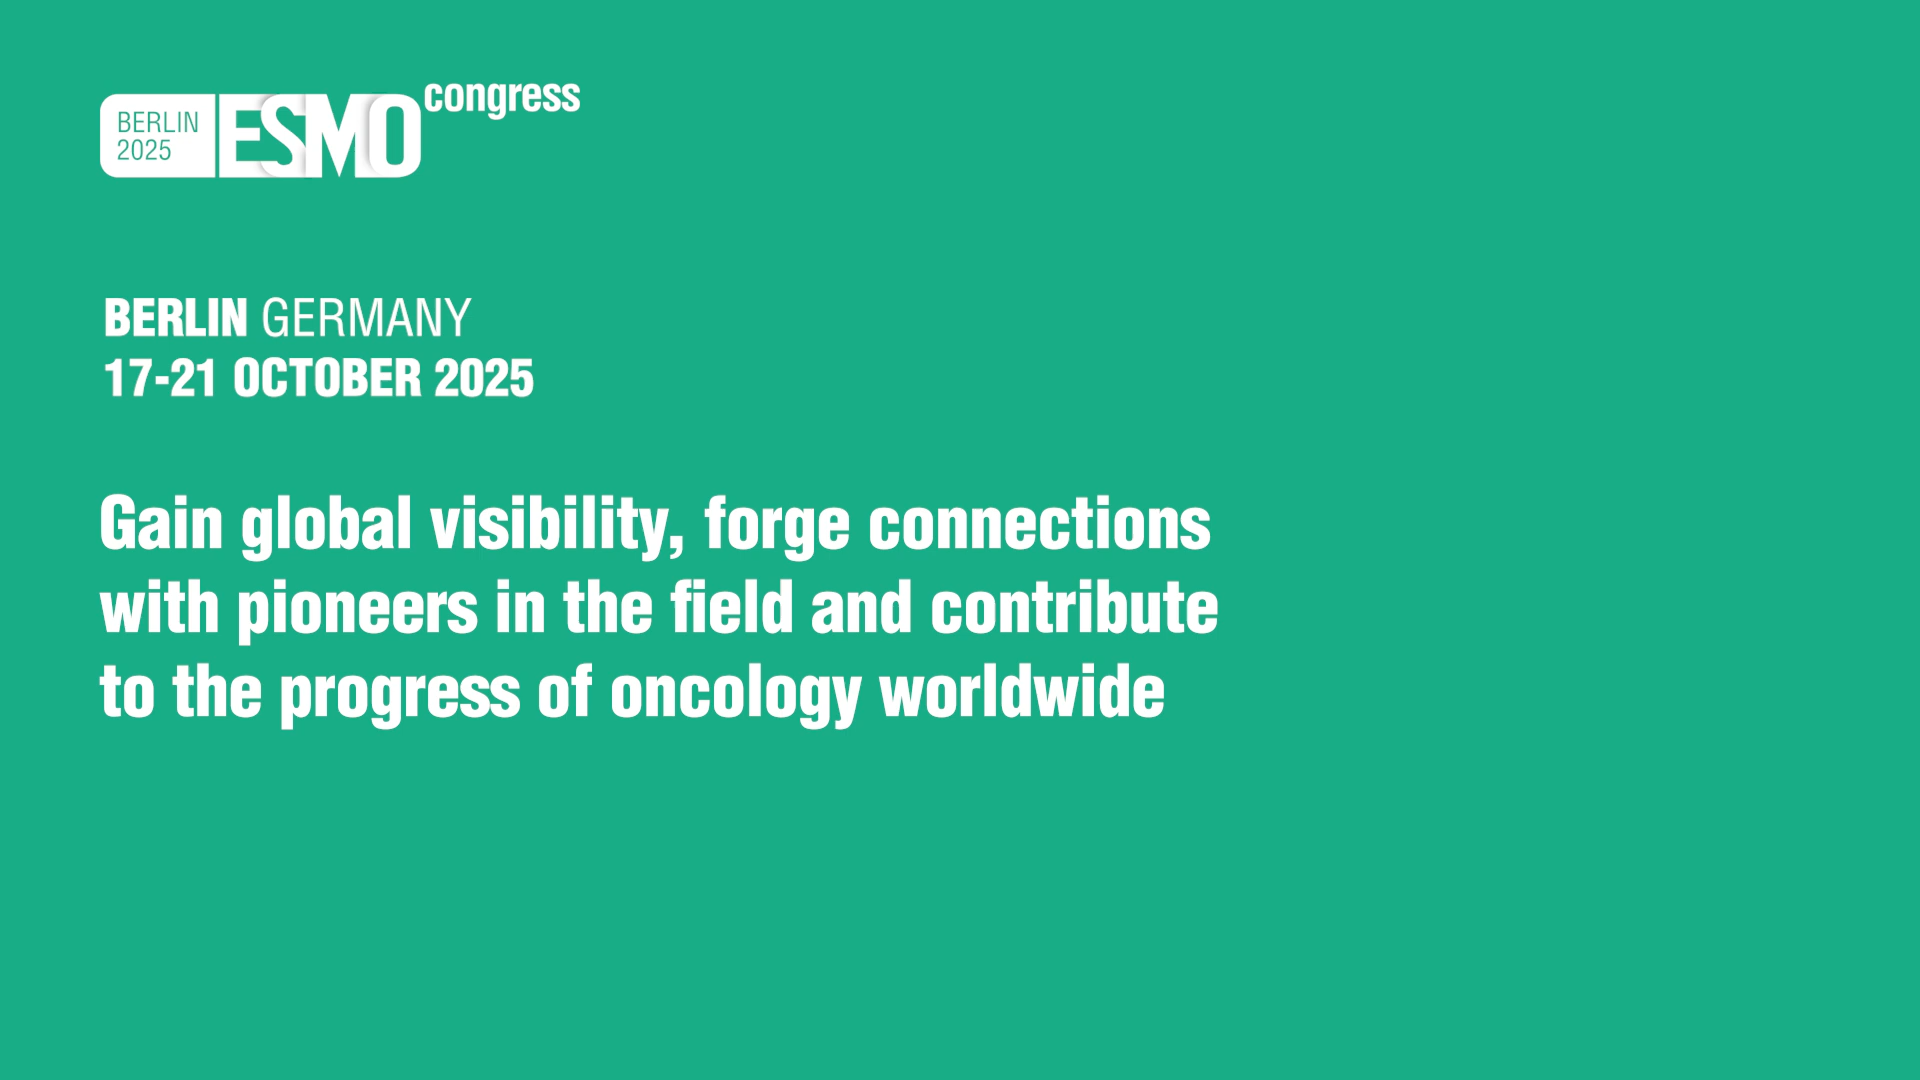 BERLIN
2025
ESMO congress
BERLIN GERMANY
17-21 OCTOBER 2025
Gain global visibility, forge connections
with pioneers in the field and contribute
to the progress of oncology worldwide